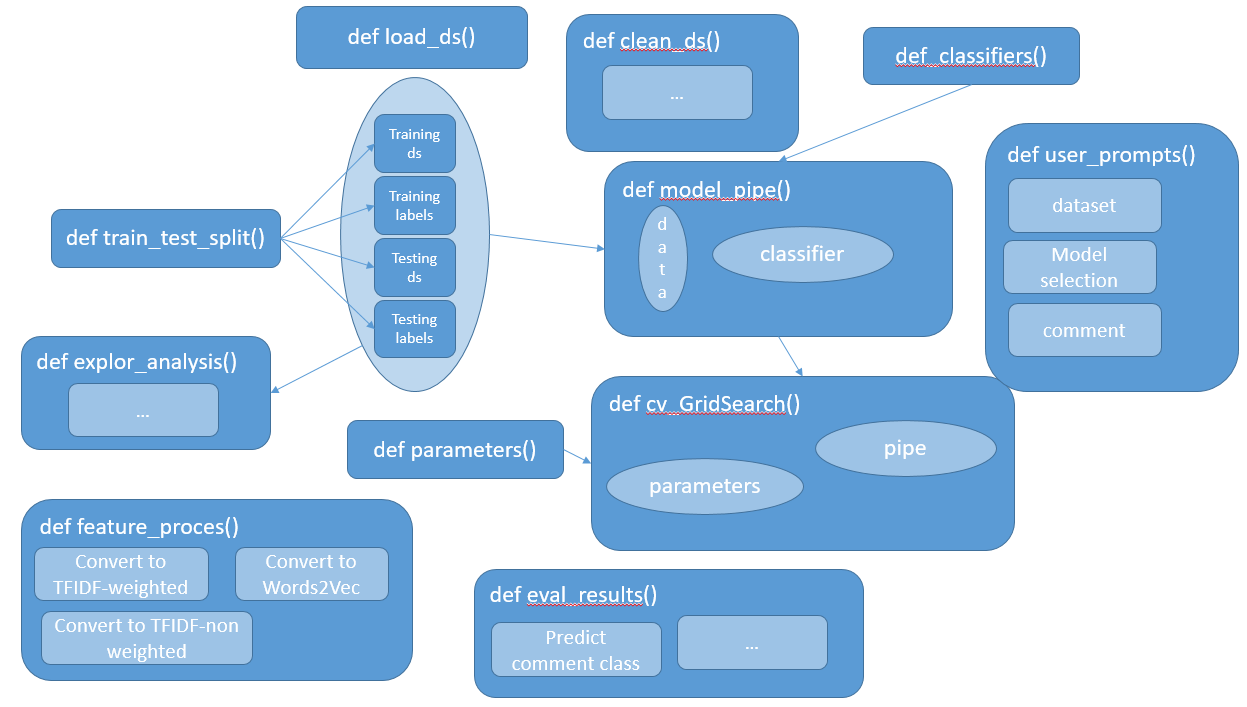 def load_ds()
def clean_ds()
...
def_classifiers()
Training
ds
Training
labels
Testing
ds
Testing
labels
def train_test_split()
def model_pipe()
d
a
t
a
classifier
def user_prompts()
dataset
Model
selection
comment
def explor_analysis()
...
def parameters()
def cv_GridSearch()
pipe
parameters
def feature_proces()
Convert to
TFIDF-weighted
Convert to
Words2Vec
Convert to TFIDF-non
weighted
def eval_results()
Predict
comment class
...